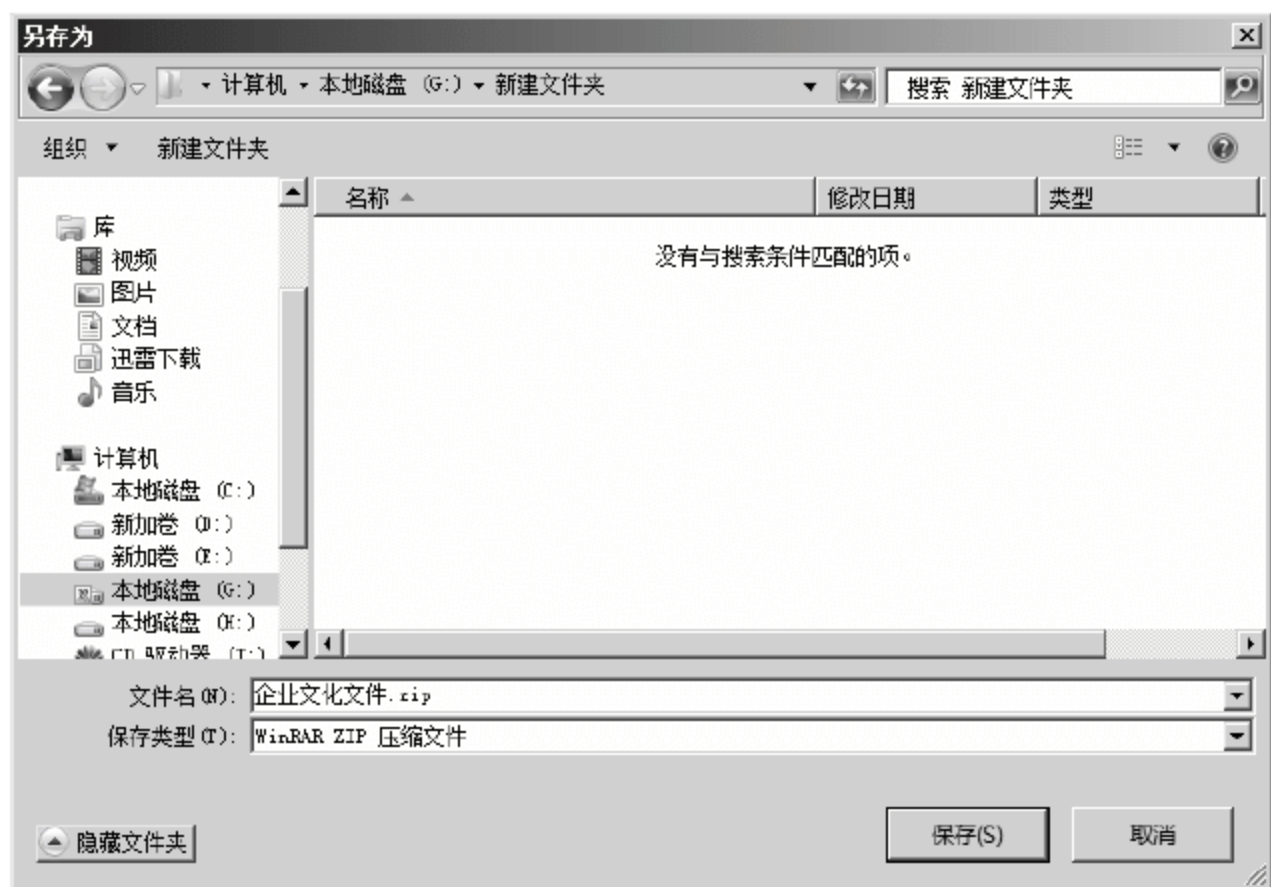 另存为
计算机 本地磁盘 (G:) 新建文件夹
搜索 新建文件夹
组织 新建文件夹
名称 修改日期 类型
没有与搜索条件匹配的项。
库
视频
图片
文档
迅雷下载
音乐
计算机
本地磁盘 (C:)
新加卷 (D:)
新加卷 (E:)
本地磁盘 (G:)
本地磁盘 (H:)
CD 驱动器 (I:)
文件名(N): 企业文化文件.zip
保存类型(T): WinRAR ZIP 压缩文件
隐藏文件夹
保存(S) 取消